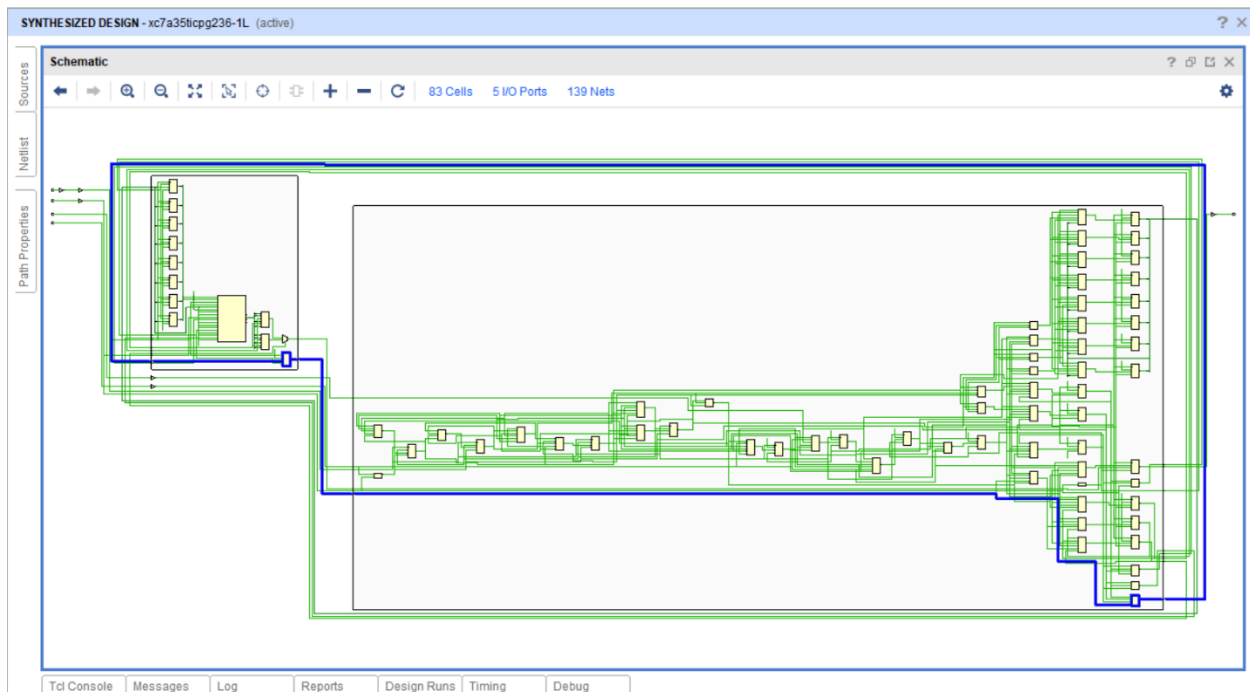 SYNTHESIZED DESIGN - xc7a35ticpg236-1L (active)
Sources
Netlist
Path Properties
Schematic
83 Cells 5 I/O Ports 139 Nets
Tcl Console Messages Log Reports Design Runs Timing Debug